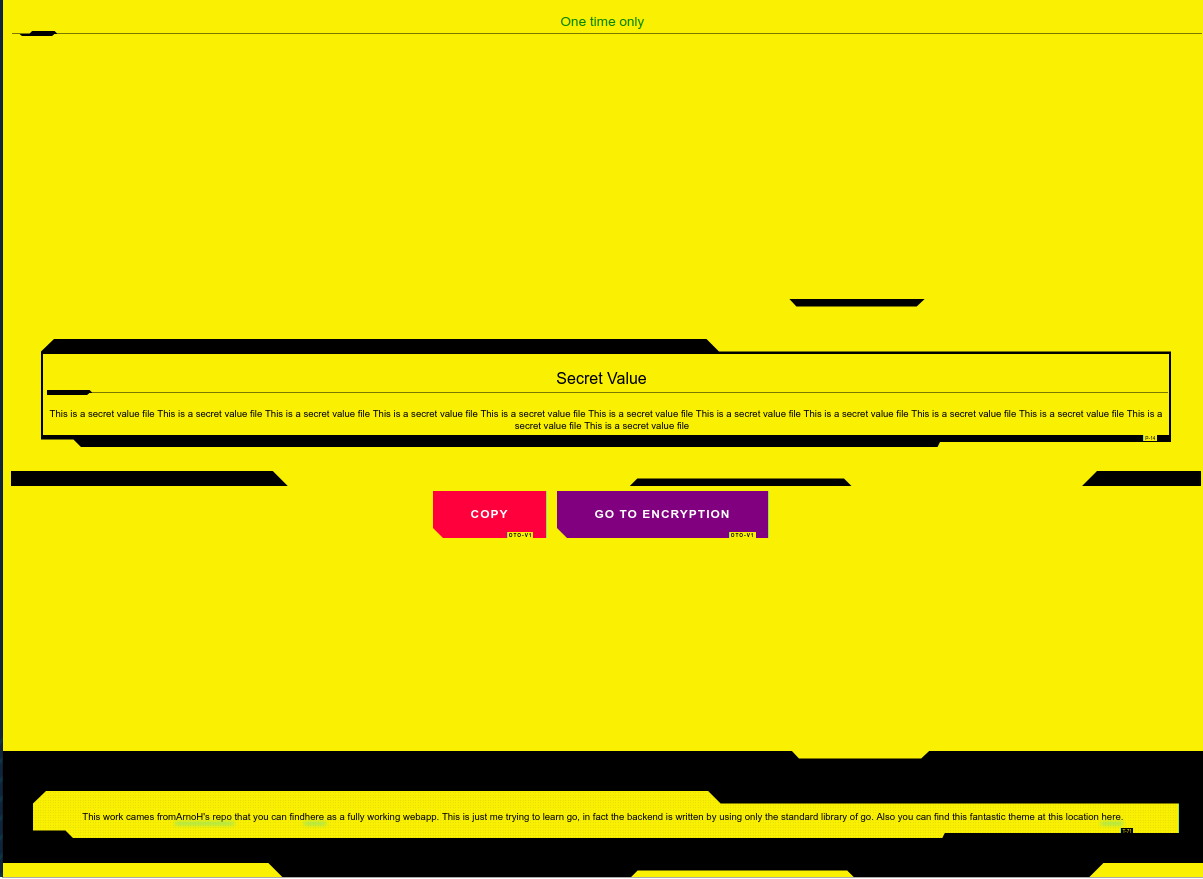 One time only
Secret Value
This is a secret value file This is a secret value file This is a secret value file This is a secret value file This is a secret value file This is a secret value file This is a secret value file This is a secret value file This is a secret value file This is a secret value file This is a
secret value file This is a secret value file
P-14
COPY
OTO-V1
GO TO ENCRYPTION
OTO-V1
This work cames fromArnoH's repo that you can findhere as a fully working webapp. This is just me trying to learn go, in fact the backend is written by using only the standard library of go. Also you can find this fantastic theme at this location here.